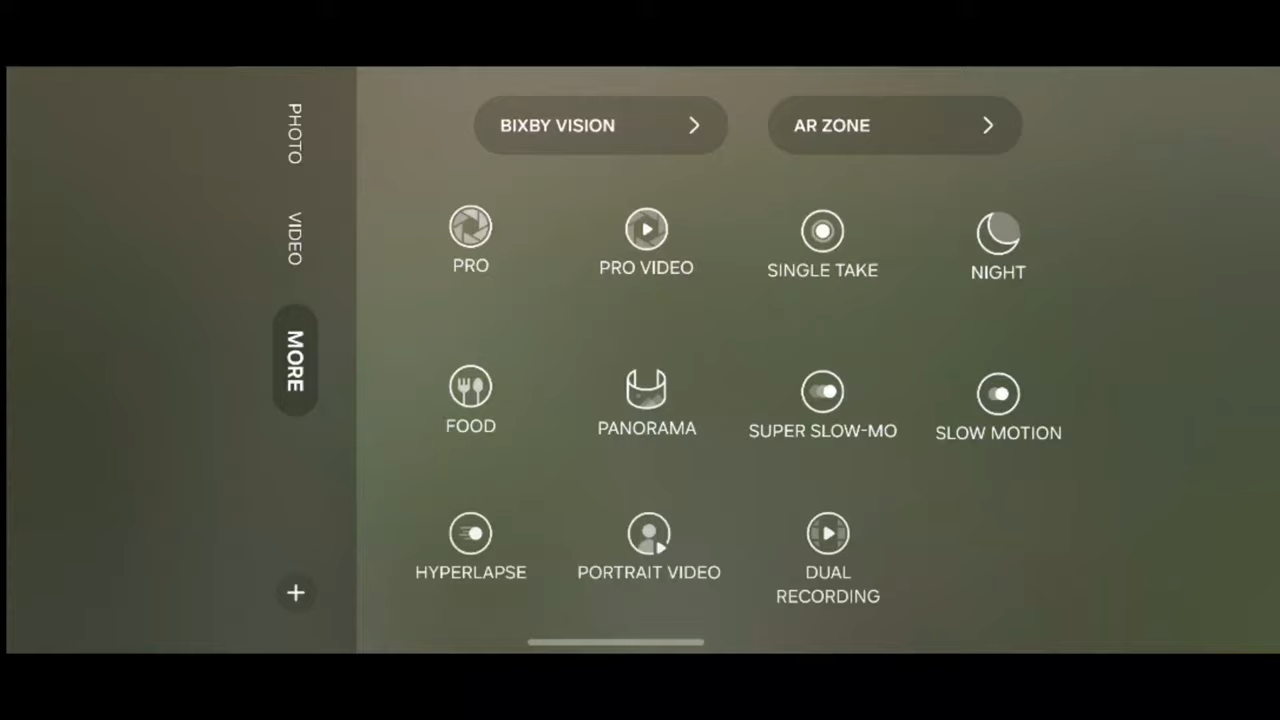 PHOTO
VIDEO
MORE
BIXBY VISION
AR ZONE
PRO
PRO VIDEO
SINGLE TAKE
NIGHT
FOOD
PANORAMA
SUPER SLOW-MO
SLOW MOTION
HYPERLAPSE
PORTRAIT VIDEO
DUAL
RECORDING